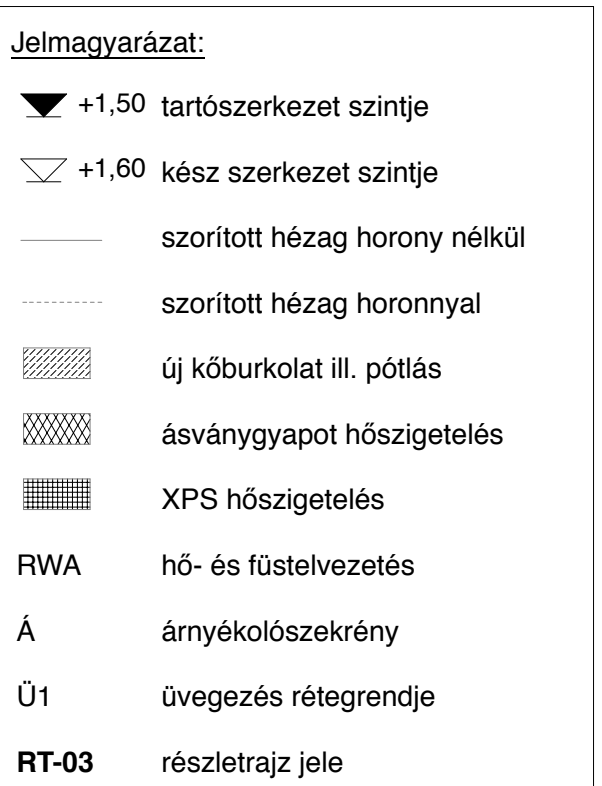 Jelmagyarázat:
+1,50 tartószerkezet szintje
+1,60 kész szerkezet szintje
szorított hézag horony nélkül
szorított hézag horonnyal
új kőburkolat ill. pótlás
ásványgyapot hőszigetelés
XPS hőszigetelés
RWA hő- és füstelvezetés
Á árnyékolószekrény
Ü1 üvegezés rétegrendje
RT-03 részletrajz jele